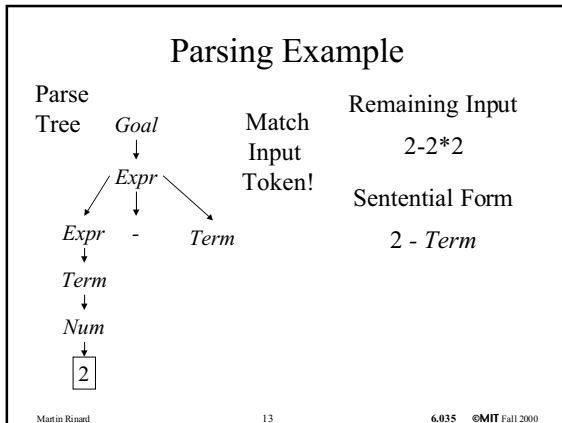 Parsing Example
Parse
Tree
Goal
Expr
Expr - Term
Term
Num
2
Match
Input
Token!
Remaining Input
2-2*2
Sentential Form
2 - Term
Martin Rinard 13 6.035 ©MIT Fall 2000